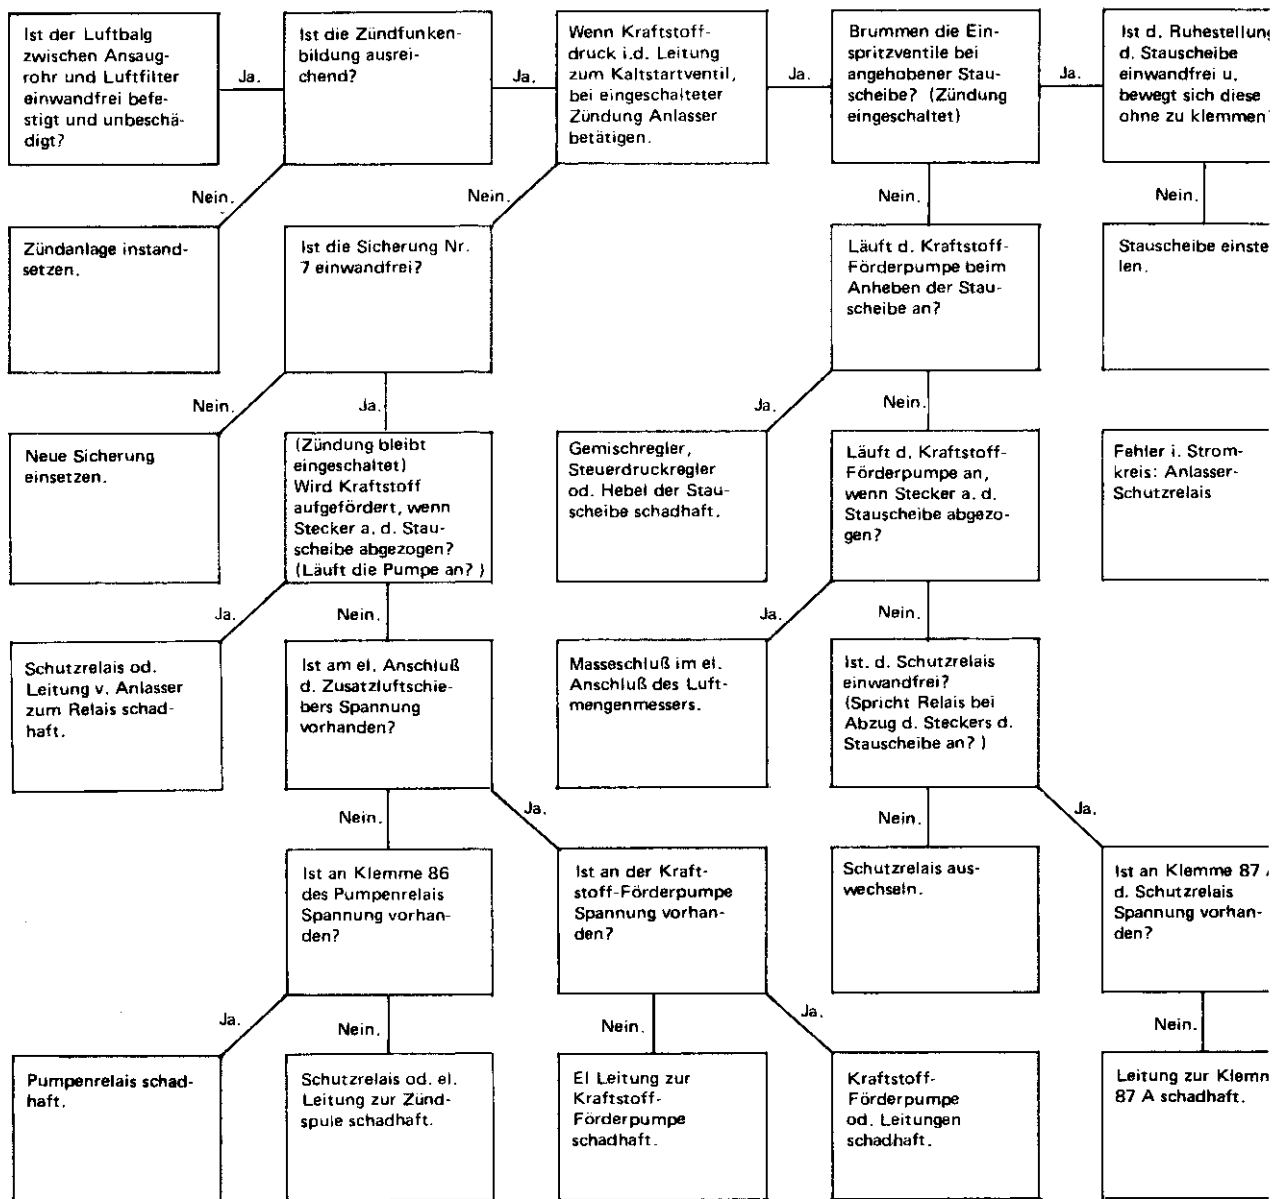 Ist der Luftbalg
zwischen Ansaug-
rohr und Luftfilter
einwandfrei befe-
stigt und unbeschä-
digt?
Ja.
Ist die Zündfunken-
bildung ausrei-
chend?
Ja.
Wenn Kraftstoff-
druck i.d. Leitung
zum Kaltstartventil,
bei eingeschalteter
Zündung Anlasser
betätigen.
Ja.
Brummen die Ein-
spritzventile bei
angehobener Stau-
scheibe? (Zündung
eingeschaltet)
Ja.
Ist d. Ruhestellung
d. Stauscheibe
einwandfrei u.
bewegt sich diese
ohne zu klemmen?
Nein.
Nein.
Nein.
Nein.
Zündanlage instand-
setzen.
Ist die Sicherung Nr.
7 einwandfrei?
Läuft d. Kraftstoff-
Förderpumpe beim
Anheben der Stau-
scheibe an?
Stauscheibe einste
len.
Nein.
Ja.
Ja.
Nein.
Neue Sicherung
einsetzen.
(Zündung bleibt
eingeschaltet)
Wird Kraftstoff
aufgefördert, wenn
Stecker a. d. Stau-
scheibe abgezogen?
(Läuft die Pumpe an? )
Gemischregler,
Steuerdruckregler
od. Hebel der Stau-
scheibe schadhaft.
Läuft d. Kraftstoff-
Förderpumpe an,
wenn Stecker a. d.
Stauscheibe abgezo-
gen?
Fehler i. Strom-
kreis: Anlasser-
Schutzrelais
Ja.
Nein.
Ja.
Nein.
Schutzrelais od.
Leitung v. Anlasser
zum Relais schad-
haft.
Ist am el. Anschluß
d. Zusatzluftschie-
bers Spannung
vorhanden?
Masseschluß im el.
Anschluß des Luft-
mengenmessers.
Ist. d. Schutzrelais
einwandfrei?
(Spricht Relais bei
Abzug d. Steckers d.
Stauscheibe an? )
Nein.
Ja.
Nein.
Ja.
Ist an Klemme 86
des Pumpenrelais
Spannung vorhan-
den?
Ist an der Kraft-
stoff-Förderpumpe
Spannung vorhan-
den?
Schutzrelais aus-
wechseln.
Ist an Klemme 87
d. Schutzrelais
Spannung vorhan-
den?
Ja.
Nein.
Nein.
Ja.
Nein.
Pumpenrelais schad-
haft.
Schutzrelais od. el.
Leitung zur Zünd-
spule schadhaft.
El Leitung zur
Kraftstoff-
Förderpumpe
schadhaft.
Kraftstoff-
Förderpumpe
od. Leitungen
schadhaft.
Leitung zur Klemm
87 A schadhaft.